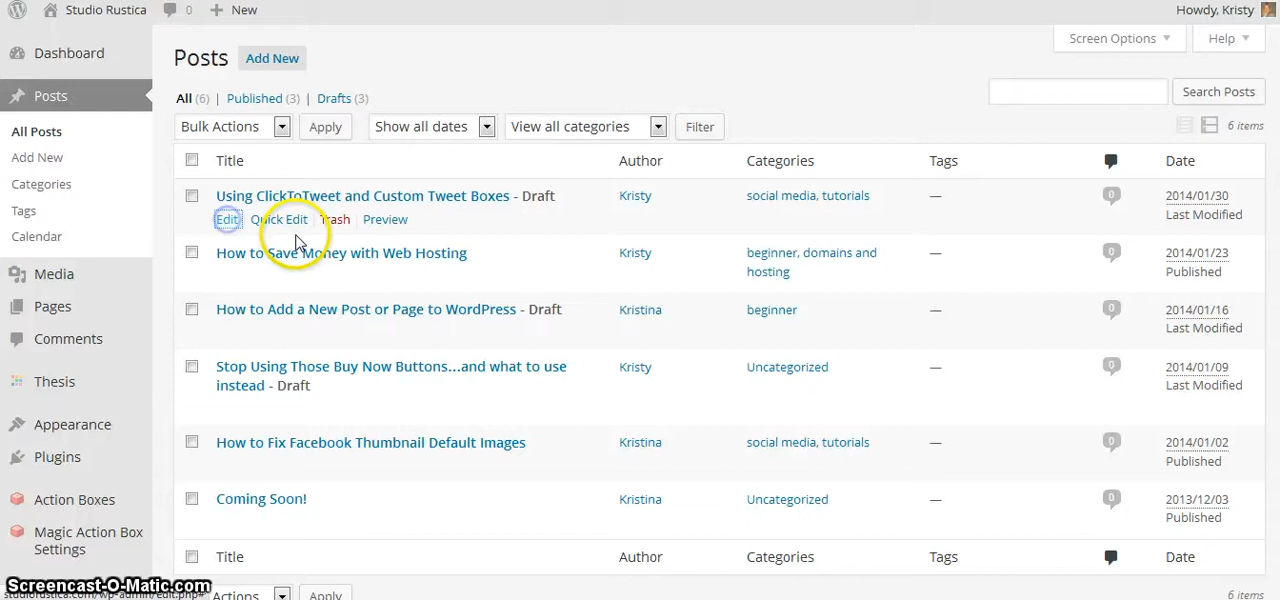 Studio Rustica 0 New Howdy, Kristy
Screen Options Help
Dashboard
Posts
All Posts
Add New
Categories
Tags
Calendar
Media
Pages
Comments
Thesis
Appearance
Plugins
Action Boxes
Magic Action Box
Settings
Posts Add New
All (6) | Published (3) | Drafts (3)
Search Posts
Bulk Actions Apply Show all dates View all categories Filter 6 items
Title Author Categories Tags Date
Using ClickToTweet and Custom Tweet Boxes - Draft Kristy social media, tutorials — 0 2014/01/30
Edit | Quick Edit | Trash | Preview Last Modified
How to Save Money with Web Hosting Kristy beginner, domains and — 0 2014/01/23
hosting Published
How to Add a New Post or Page to WordPress - Draft Kristina beginner — 0 2014/01/16
Last Modified
Stop Using Those Buy Now Buttons...and what to use Kristy Uncategorized — 0 2014/01/09
instead - Draft Last Modified
How to Fix Facebook Thumbnail Default Images Kristina social media, tutorials — 0 2014/01/02
Published
Coming Soon! Kristina Uncategorized — 0 2013/12/03
Published
Title Author Categories Tags Date
Screencast-O-Matic.com
Actions Apply 6 items